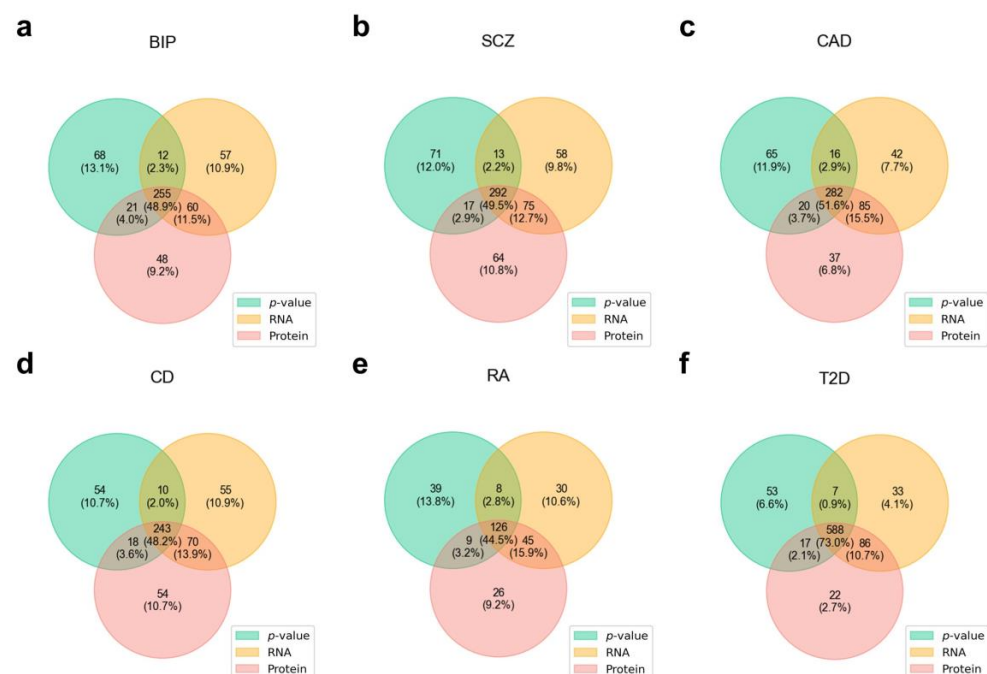 a
BIP
68
(13.1%)
12
(2.3%)
57
(10.9%)
255
(48.9%)
21
(4.0%)
60
(11.5%)
48
(9.2%)
p-value
RNA
Protein
b
SCZ
71
(12.0%)
13
(2.2%)
58
(9.8%)
292
(49.5%)
17
(2.9%)
75
(12.7%)
64
(10.8%)
p-value
RNA
Protein
c
CAD
65
(11.9%)
16
(2.9%)
42
(7.7%)
282
(51.6%)
20
(3.7%)
85
(15.5%)
37
(6.8%)
p-value
RNA
Protein
d
CD
54
(10.7%)
10
(2.0%)
55
(10.9%)
243
(48.2%)
18
(3.6%)
70
(13.9%)
54
(10.7%)
p-value
RNA
Protein
e
RA
39
(13.8%)
8
(2.8%)
30
(10.6%)
126
(44.5%)
9
(3.2%)
45
(15.9%)
26
(9.2%)
p-value
RNA
Protein
f
T2D
53
(6.6%)
7
(0.9%)
33
(4.1%)
588
(73.0%)
17
(2.1%)
86
(10.7%)
22
(2.7%)
p-value
RNA
Protein